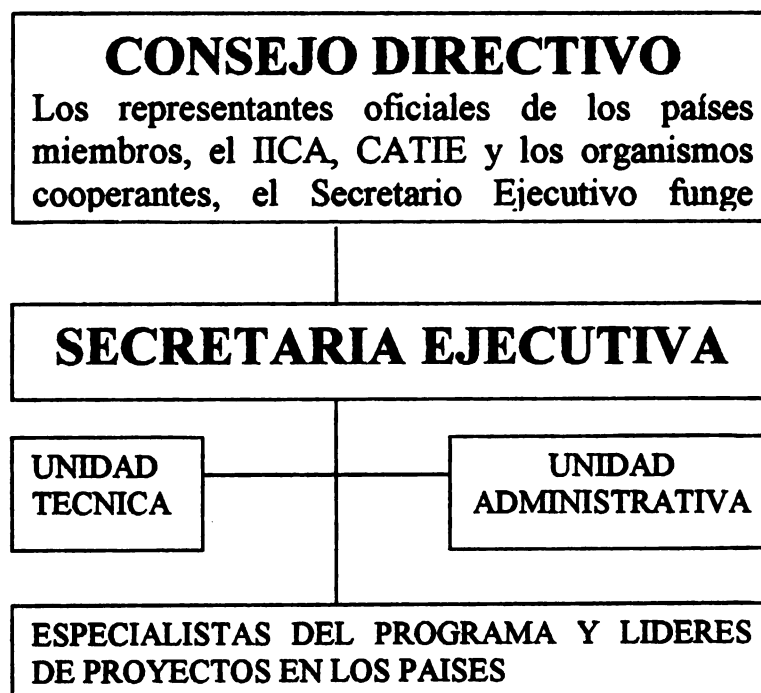 CONSEJO DIRECTIVO
Los representantes oficiales de los países
miembros, el IICA, CATIE y los organismos
cooperantes, el Secretario Ejecutivo funge
SECRETARIA EJECUTIVA
UNIDAD
TECNICA
UNIDAD
ADMINISTRATIVA
ESPECIALISTAS DEL PROGRAMA Y LIDERES
DE PROYECTOS EN LOS PAISES